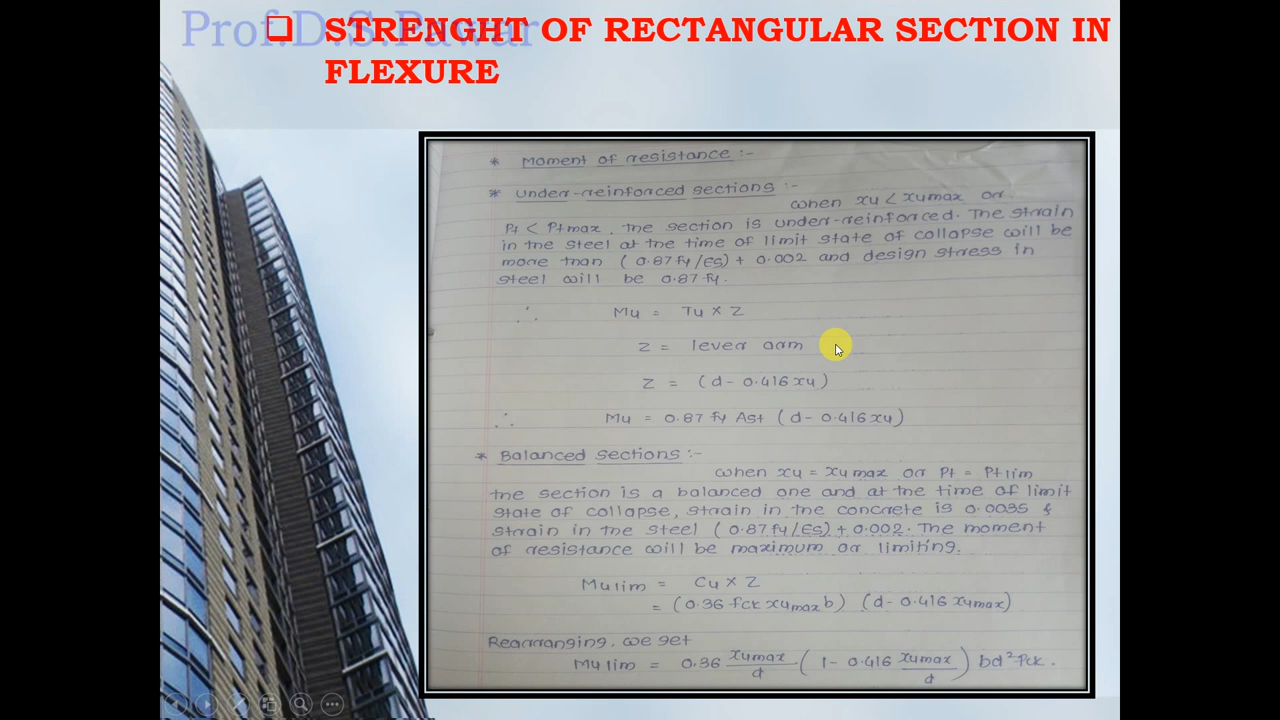 Prof.D.S.Pawar
❑ STRENGHT OF RECTANGULAR SECTION IN
FLEXURE
* Moment of resistance :-
* Under-reinforced sections :-
when xu < xumax or
Pt < Ptmax, the section is under-reinforced. The strain
in the steel at the time of limit state of collapse will be
more than (0.87 fy/Es) + 0.002 and design stress in
steel will be 0.87 fy.
∴ Mu = Tu × Z
Z = lever arm
Z = (d - 0.416 xu)
∴ Mu = 0.87 fy Ast (d - 0.416 xu)
* Balanced sections :-
when xu = xumax or Pt = Ptlim
the section is a balanced one and at the time of limit
state of collapse, strain in the concrete is 0.0035 &
strain in the steel (0.87 fy/Es) + 0.002. The moment
of resistance will be maximum or limiting.
Mulim = Cu × Z
= (0.36 fck xumax b) (d - 0.416 xumax)
Rearranging, we get
Mulim = 0.36 xumax/d (1 - 0.416 xumax/d) bd² fck.